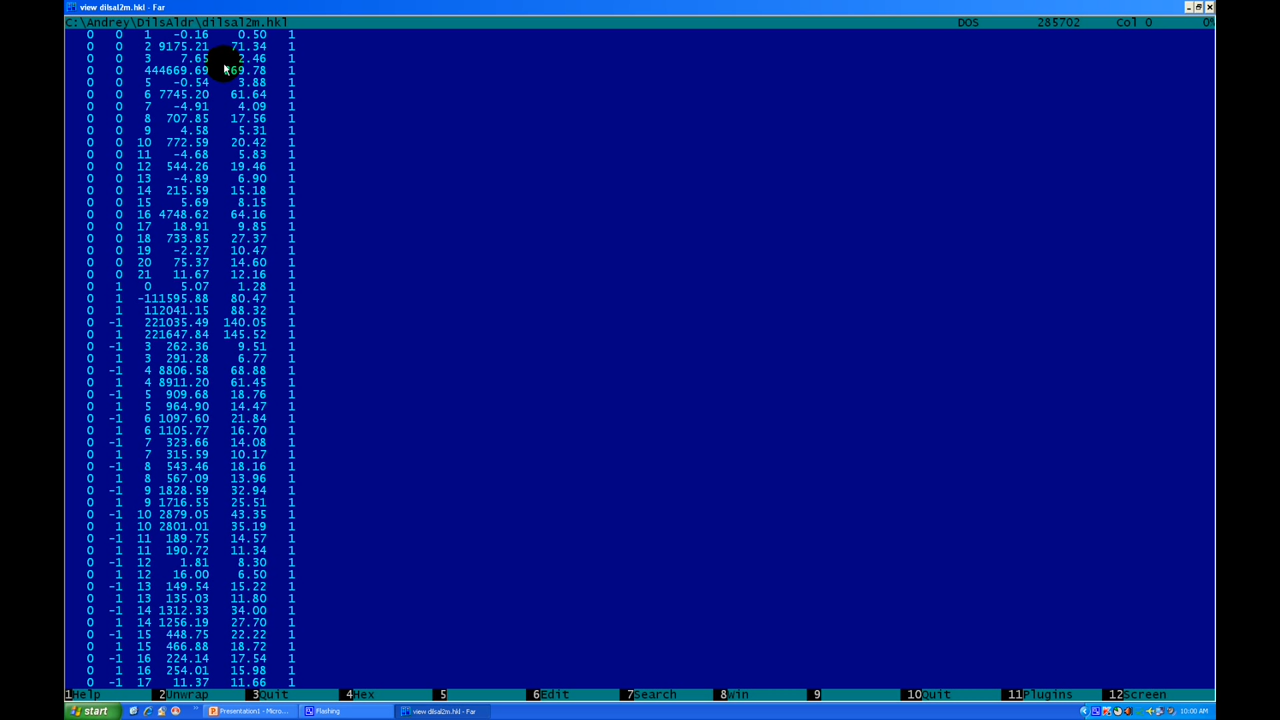 view dilsal2m.hkl - Far
C:\Andrey\DilsAldr\dilsal2m.hkl DOS 285702 Col 0 0%
0 0 1 -0.16 0.50 1
0 0 2 9175.21 71.34 1
0 0 3 7.65 2.46 1
0 0 444669.69 269.78 1
0 0 5 -0.54 3.88 1
0 0 6 7745.20 61.64 1
0 0 7 -4.91 4.09 1
0 0 8 707.85 17.56 1
0 0 9 4.58 5.31 1
0 0 10 772.59 20.42 1
0 0 11 -4.68 5.83 1
0 0 12 544.26 19.46 1
0 0 13 -4.89 6.90 1
0 0 14 215.59 15.18 1
0 0 15 5.69 8.15 1
0 0 16 4748.62 64.16 1
0 0 17 18.91 9.85 1
0 0 18 733.85 27.37 1
0 0 19 -2.27 10.47 1
0 0 20 75.37 14.60 1
0 0 21 11.67 12.16 1
0 1 0 5.07 1.28 1
0 1 -111595.88 80.47 1
0 1 112041.15 88.32 1
0 -1 221035.49 140.05 1
0 1 221647.84 145.52 1
0 -1 3 262.36 9.51 1
0 1 3 291.28 6.77 1
0 -1 4 8806.58 68.88 1
0 1 4 8911.20 61.45 1
0 -1 5 909.68 18.76 1
0 1 5 964.90 14.47 1
0 -1 6 1097.60 21.84 1
0 1 6 1105.77 16.70 1
0 -1 7 323.66 14.08 1
0 1 7 315.59 10.17 1
0 -1 8 543.46 18.16 1
0 1 8 567.09 13.96 1
0 -1 9 1828.59 32.94 1
0 1 9 1716.55 25.51 1
0 -1 10 2879.05 43.35 1
0 1 10 2801.01 35.19 1
0 -1 11 189.75 14.57 1
0 1 11 190.72 11.34 1
0 -1 12 1.81 8.30 1
0 1 12 16.00 6.50 1
0 -1 13 149.54 15.22 1
0 1 13 135.03 11.80 1
0 -1 14 1312.33 34.00 1
0 1 14 1256.19 27.70 1
0 -1 15 448.75 22.22 1
0 1 15 466.88 18.72 1
0 -1 16 224.14 17.54 1
0 1 16 254.01 15.98 1
0 -1 17 11.37 11.66 1
1Help 2Unwrap 3Quit 4Hex 5 6Edit 7Search 8Win 9 10Quit 11Plugins 12Screen
start Presentation1 - Micro... Flashing view dilsal2m.hkl - Far 10:00 AM